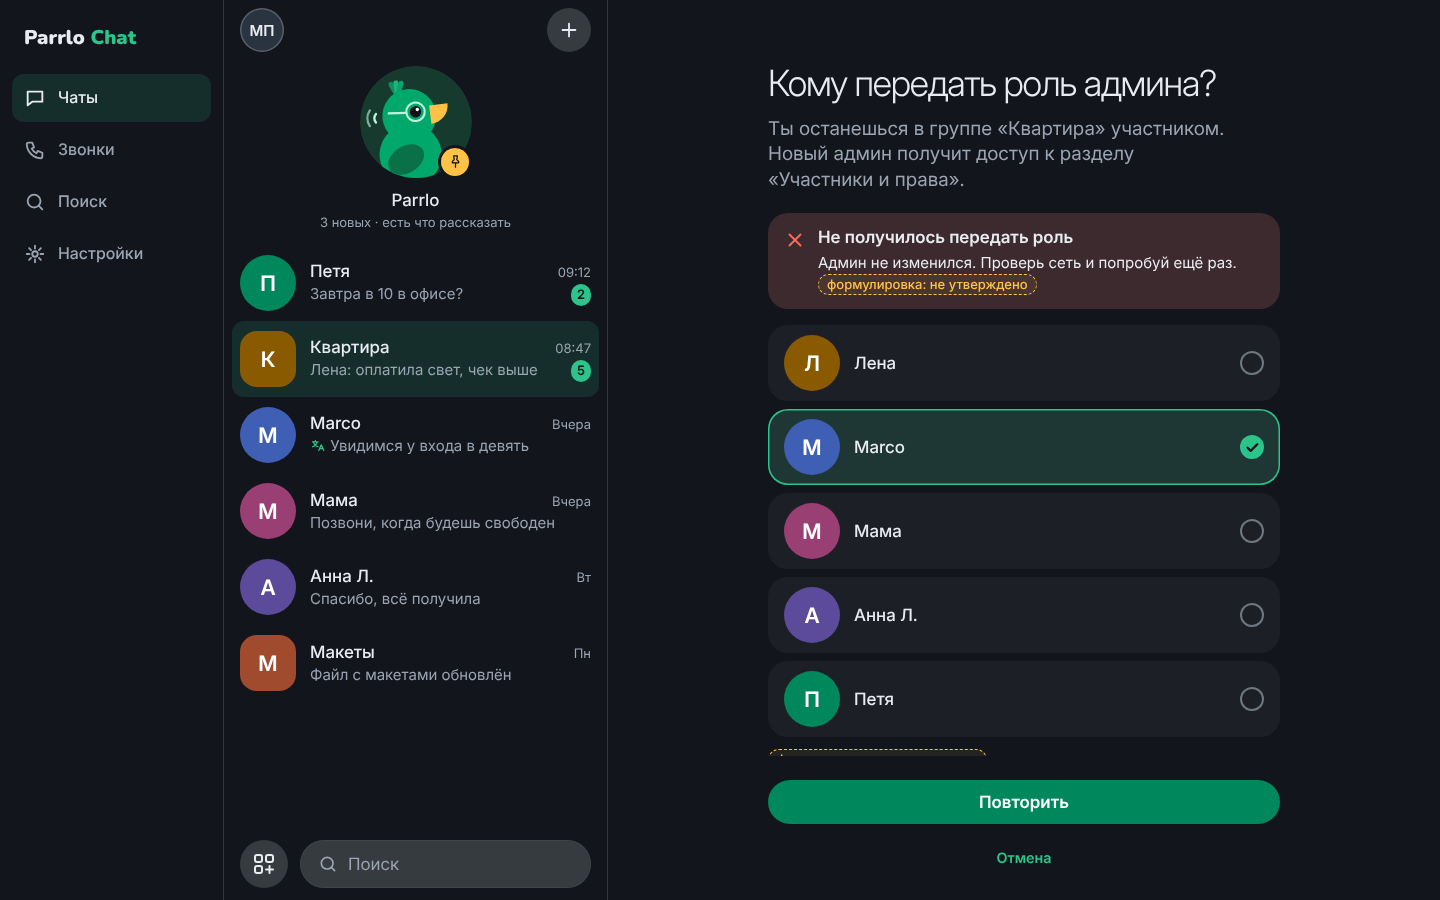 Parrlo Chat
Чаты
Звонки
Поиск
Настройки
МП
Parrlo
3 новых · есть что рассказать
П
Петя
09:12
Завтра в 10 в офисе?
2
К
Квартира
08:47
Лена: оплатила свет, чек выше
5
M
Marco
Вчера
Увидимся у входа в девять
М
Мама
Вчера
Позвони, когда будешь свободен
А
Анна Л.
Вт
Спасибо, всё получила
М
Макеты
Пн
Файл с макетами обновлён
Поиск
Кому передать роль админа?
Ты останешься в группе «Квартира» участником.
Новый админ получит доступ к разделу
«Участники и права».
Не получилось передать роль
Админ не изменился. Проверь сеть и попробуй ещё раз.
формулировка: не утверждено
Л
Лена
M
Marco
М
Мама
А
Анна Л.
П
Петя
Повторить
Отмена